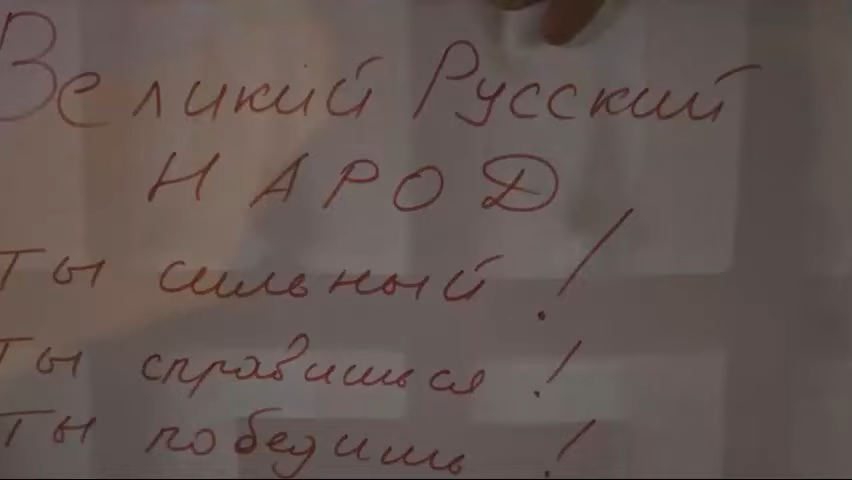 Великий Русский
НАРОД
Ты сильный!
Ты справишься!
Ты победишь!